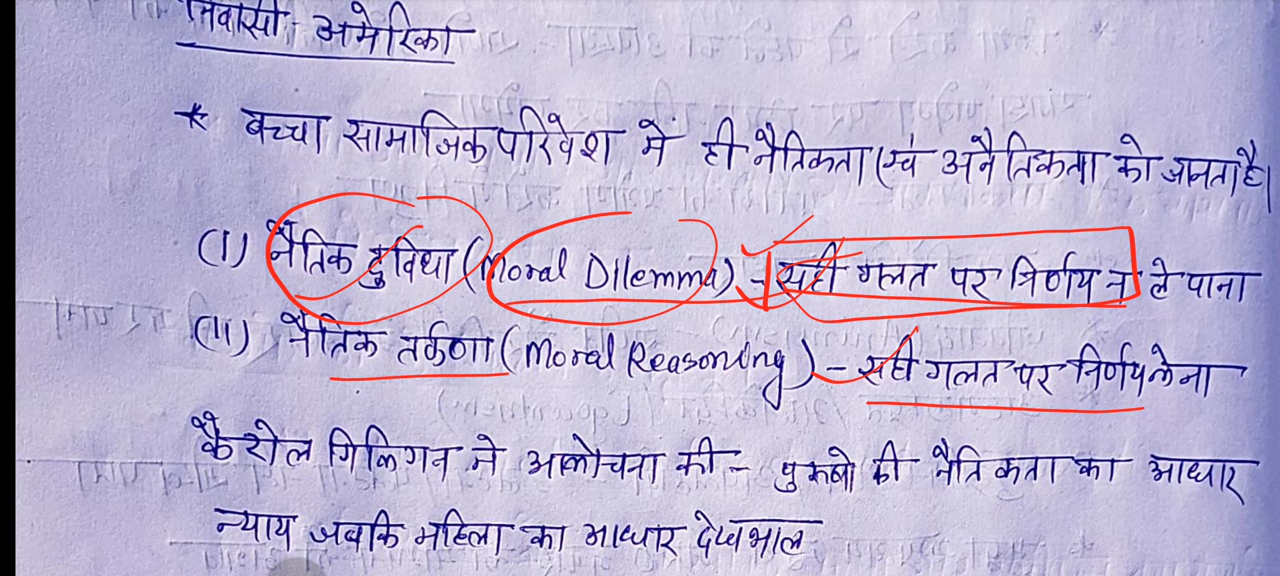 निवासी - अमेरिका
* बच्चा सामाजिक परिवेश में ही नैतिकता एवं अनैतिकता को जानता है।
(I) नैतिक दुविधा (Moral Dilemma) - सही गलत पर निर्णय न ले पाना
(II) नैतिक तर्कणा (Moral Reasoning) - सही गलत पर निर्णय लेना
कैरोल गिलिगन ने आलोचना की - पुरुषो की नैतिकता का आधार
न्याय जबकि महिला का आधार देखभाल